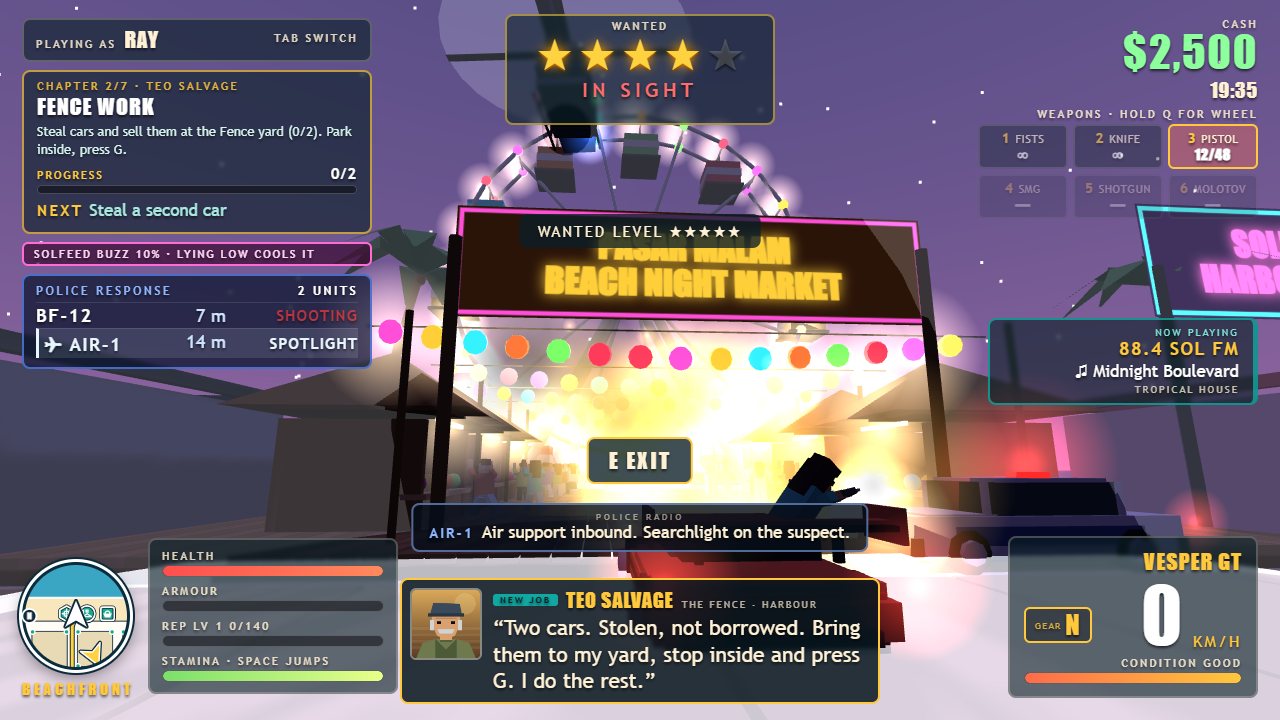 PLAYING AS RAY
TAB SWITCH
CHAPTER 2/7 · TEO SALVAGE
FENCE WORK
Steal cars and sell them at the Fence yard (0/2). Park
inside, press G.
PROGRESS 0/2
NEXT Steal a second car
SOLFEED BUZZ 10% · LYING LOW COOLS IT
POLICE RESPONSE 2 UNITS
BF-12 7 m SHOOTING
AIR-1 14 m SPOTLIGHT
WANTED
IN SIGHT
WANTED LEVEL ★★★★★
PASAR MALAM
BEACH NIGHT MARKET
CASH
$2,500
19:35
WEAPONS · HOLD Q FOR WHEEL
1 FISTS ∞
2 KNIFE ∞
3 PISTOL 12/48
4 SMG —
5 SHOTGUN —
6 MOLOTOV —
NOW PLAYING
88.4 SOL FM
♫ Midnight Boulevard
TROPICAL HOUSE
E EXIT
POLICE RADIO
AIR-1 Air support inbound. Searchlight on the suspect.
NEW JOB TEO SALVAGE THE FENCE · HARBOUR
“Two cars. Stolen, not borrowed. Bring
them to my yard, stop inside and press
G. I do the rest.”
BEACHFRONT
HEALTH
ARMOUR
REP LV 1 0/140
STAMINA · SPACE JUMPS
VESPER GT
GEAR N
0 KM/H
CONDITION GOOD